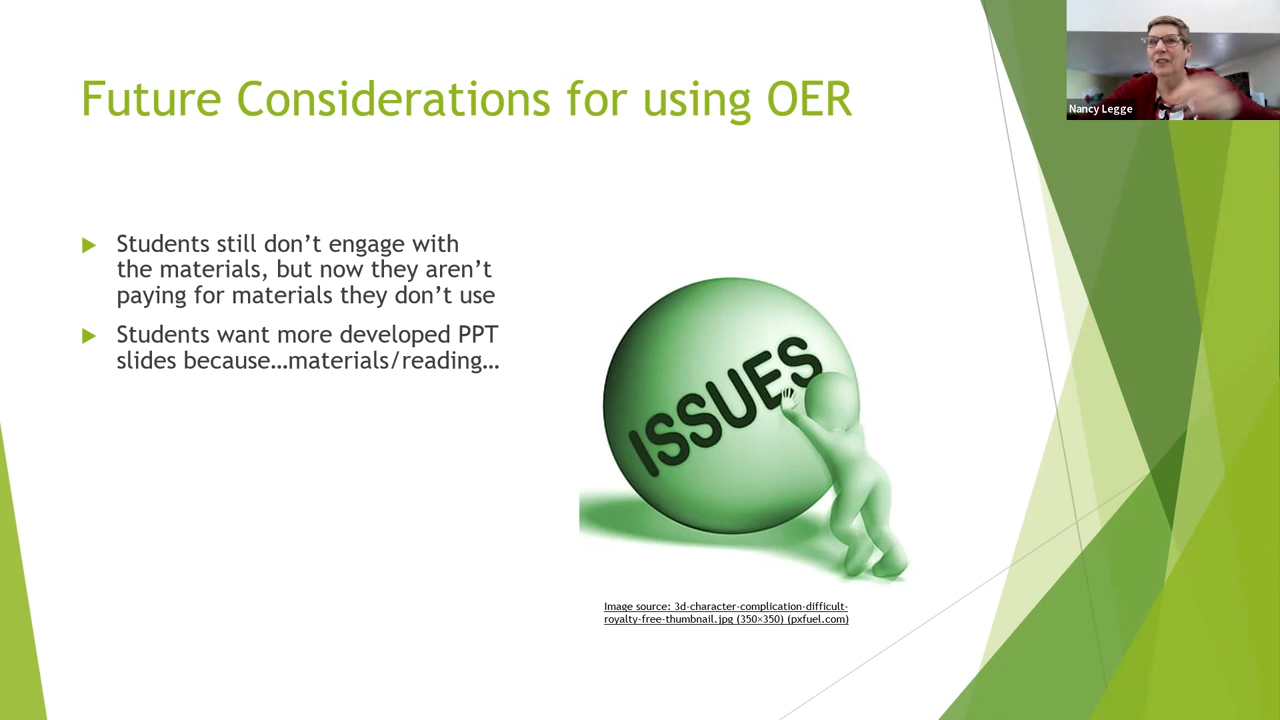 Future Considerations for using OER
Nancy Legge
Students still don’t engage with
the materials, but now they aren’t
paying for materials they don’t use
Students want more developed PPT
slides because…materials/reading…
ISSUES
Image source: 3d-character-complication-difficult-
royalty-free-thumbnail.jpg (350×350) (pxfuel.com)